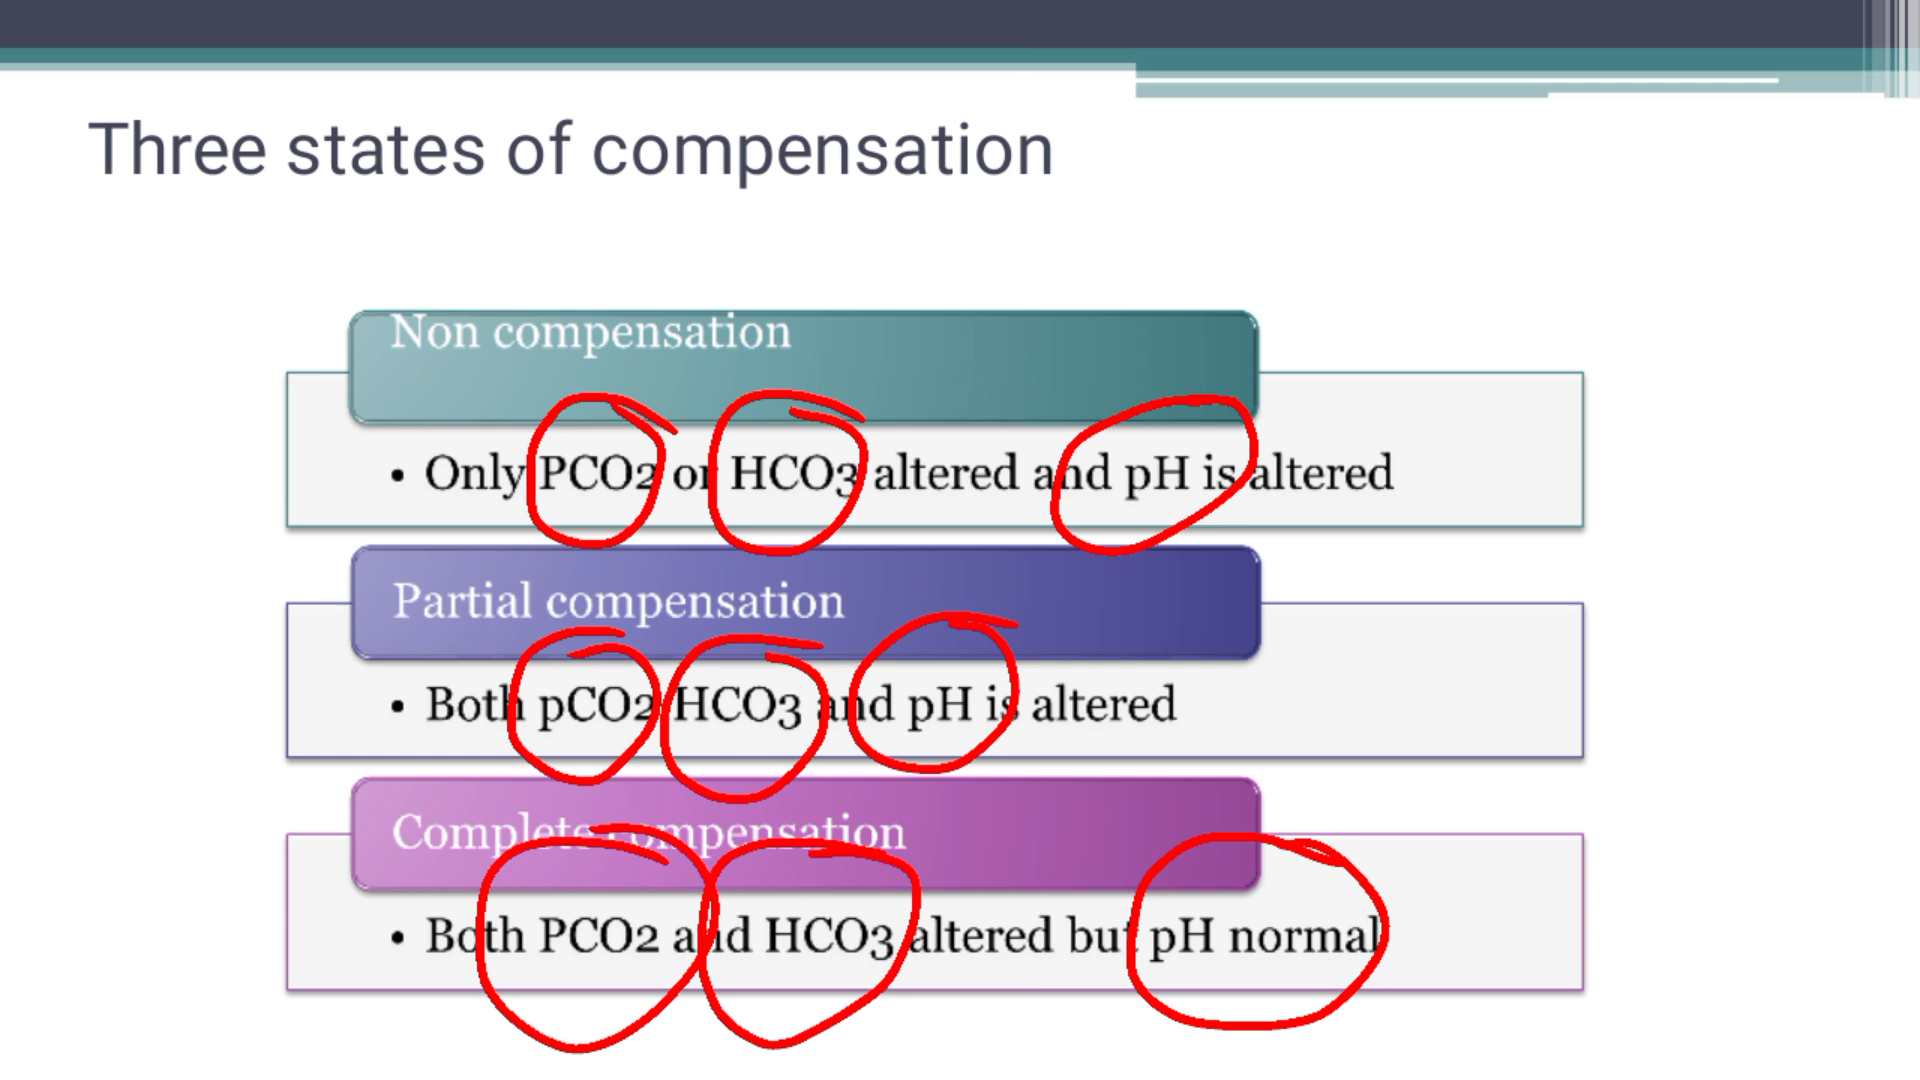 Three states of compensation
Non compensation
• Only PCO2 or HCO3 altered and pH is altered
Partial compensation
• Both pCO2 HCO3 and pH is altered
Complete compensation
• Both PCO2 and HCO3 altered but pH normal